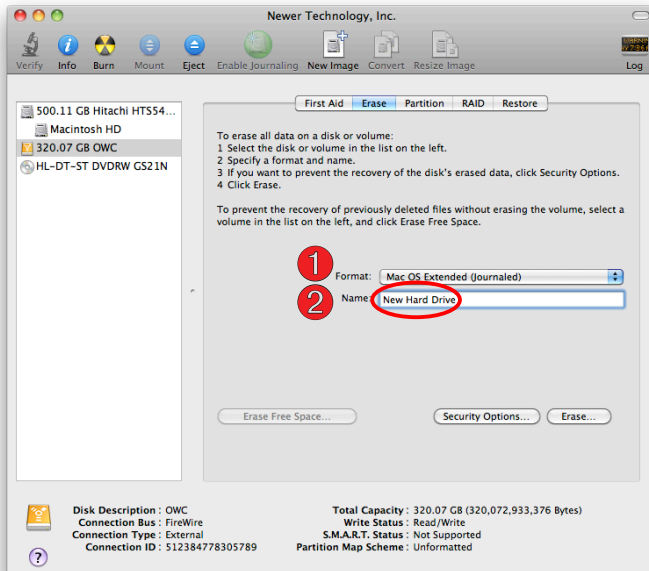 Newer Technology, Inc.
Verify Info Burn Mount Eject Enable Journaling New Image Convert Resize Image Log
500.11 GB Hitachi HTS54...
Macintosh HD
320.07 GB OWC
HL-DT-ST DVDRW GS21N
First Aid Erase Partition RAID Restore
To erase all data on a disk or volume:
1 Select the disk or volume in the list on the left.
2 Specify a format and name.
3 If you want to prevent the recovery of the disk's erased data, click Security Options.
4 Click Erase.
To prevent the recovery of previously deleted files without erasing the volume, select a
volume in the list on the left, and click Erase Free Space.
1 Format: Mac OS Extended (Journaled)
2 Name: New Hard Drive
Erase Free Space... Security Options... Erase...
Disk Description : OWC
Connection Bus : FireWire
Connection Type : External
Connection ID : 512384778305789
Total Capacity : 320.07 GB (320,072,933,376 Bytes)
Write Status : Read/Write
S.M.A.R.T. Status : Not Supported
Partition Map Scheme : Unformatted
?